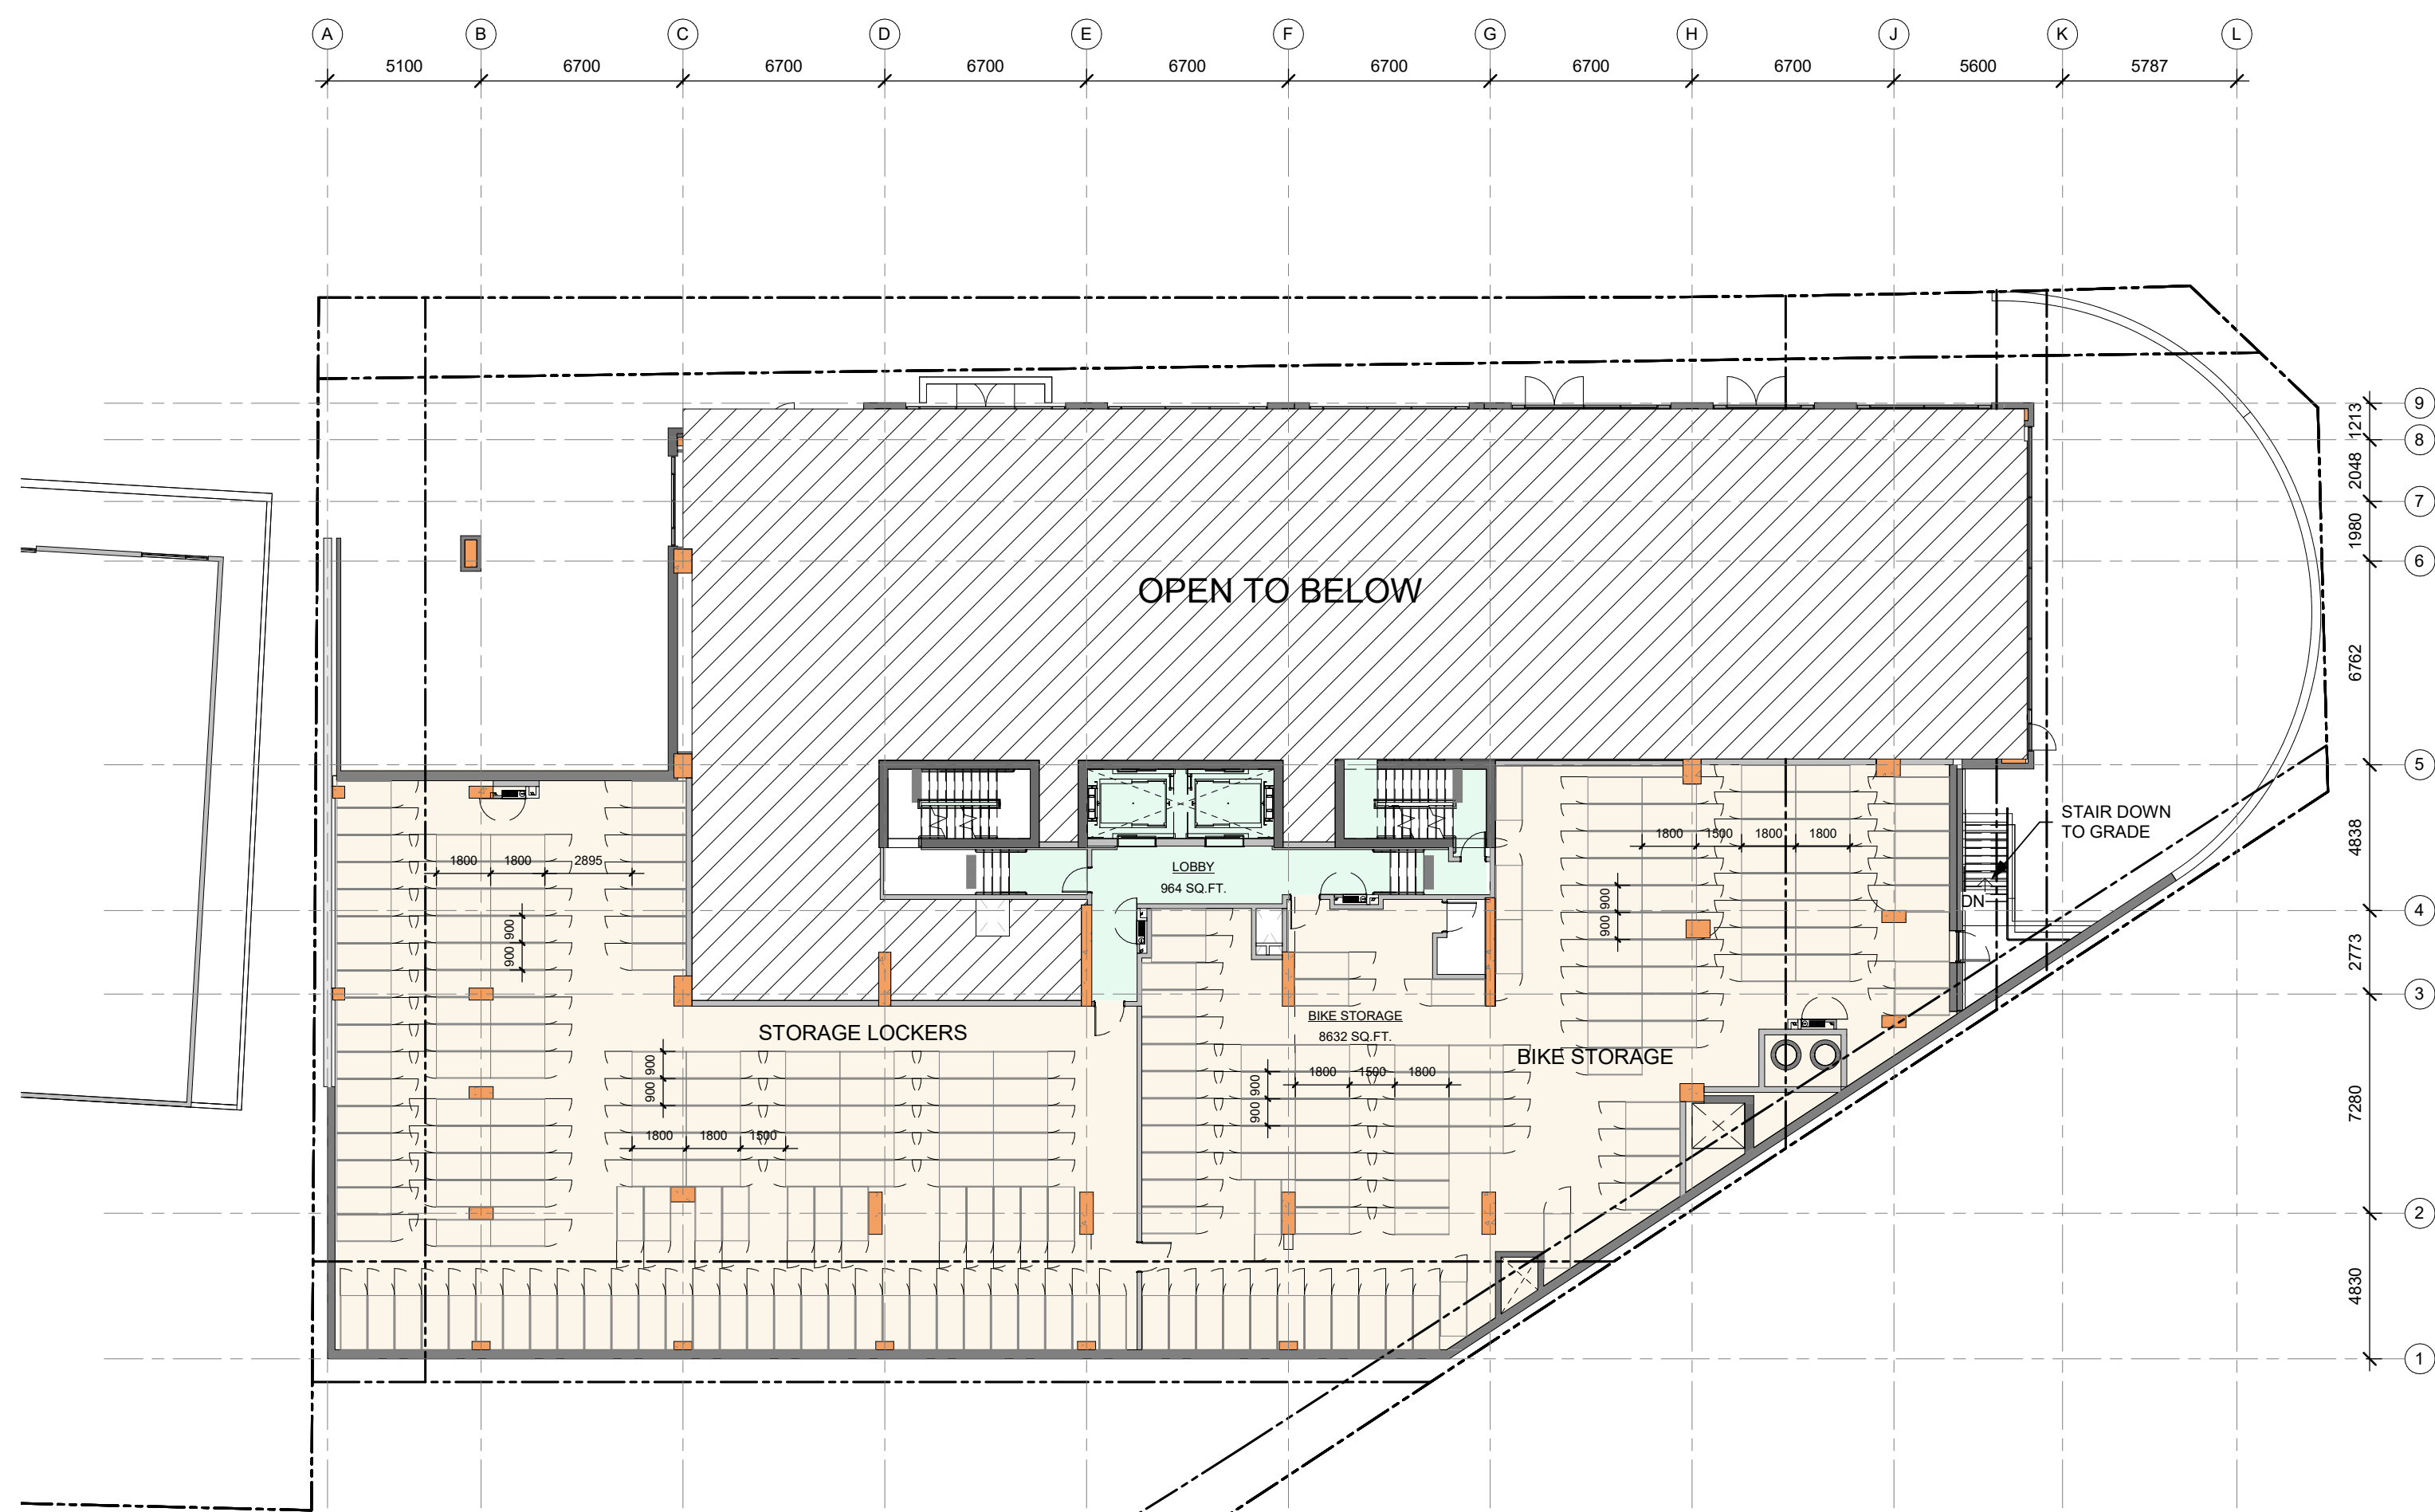 A B C D E F G H J K L
5100 6700 6700 6700 6700 6700 6700 6700 5600 5787
9
1213
8
2048
7
1980
6
OPEN TO BELOW
6762
5
STAIR DOWN
TO GRADE
1800 1500 1800 1800
4838
1800 1800 2895
LOBBY
964 SQ.FT.
900
900
900
900
DN
4
2773
3
STORAGE LOCKERS
BIKE STORAGE
8632 SQ.FT.
BIKE STORAGE
900
900
900
900
1800 1500 1800
7280
1800 1800 1500
2
4830
1